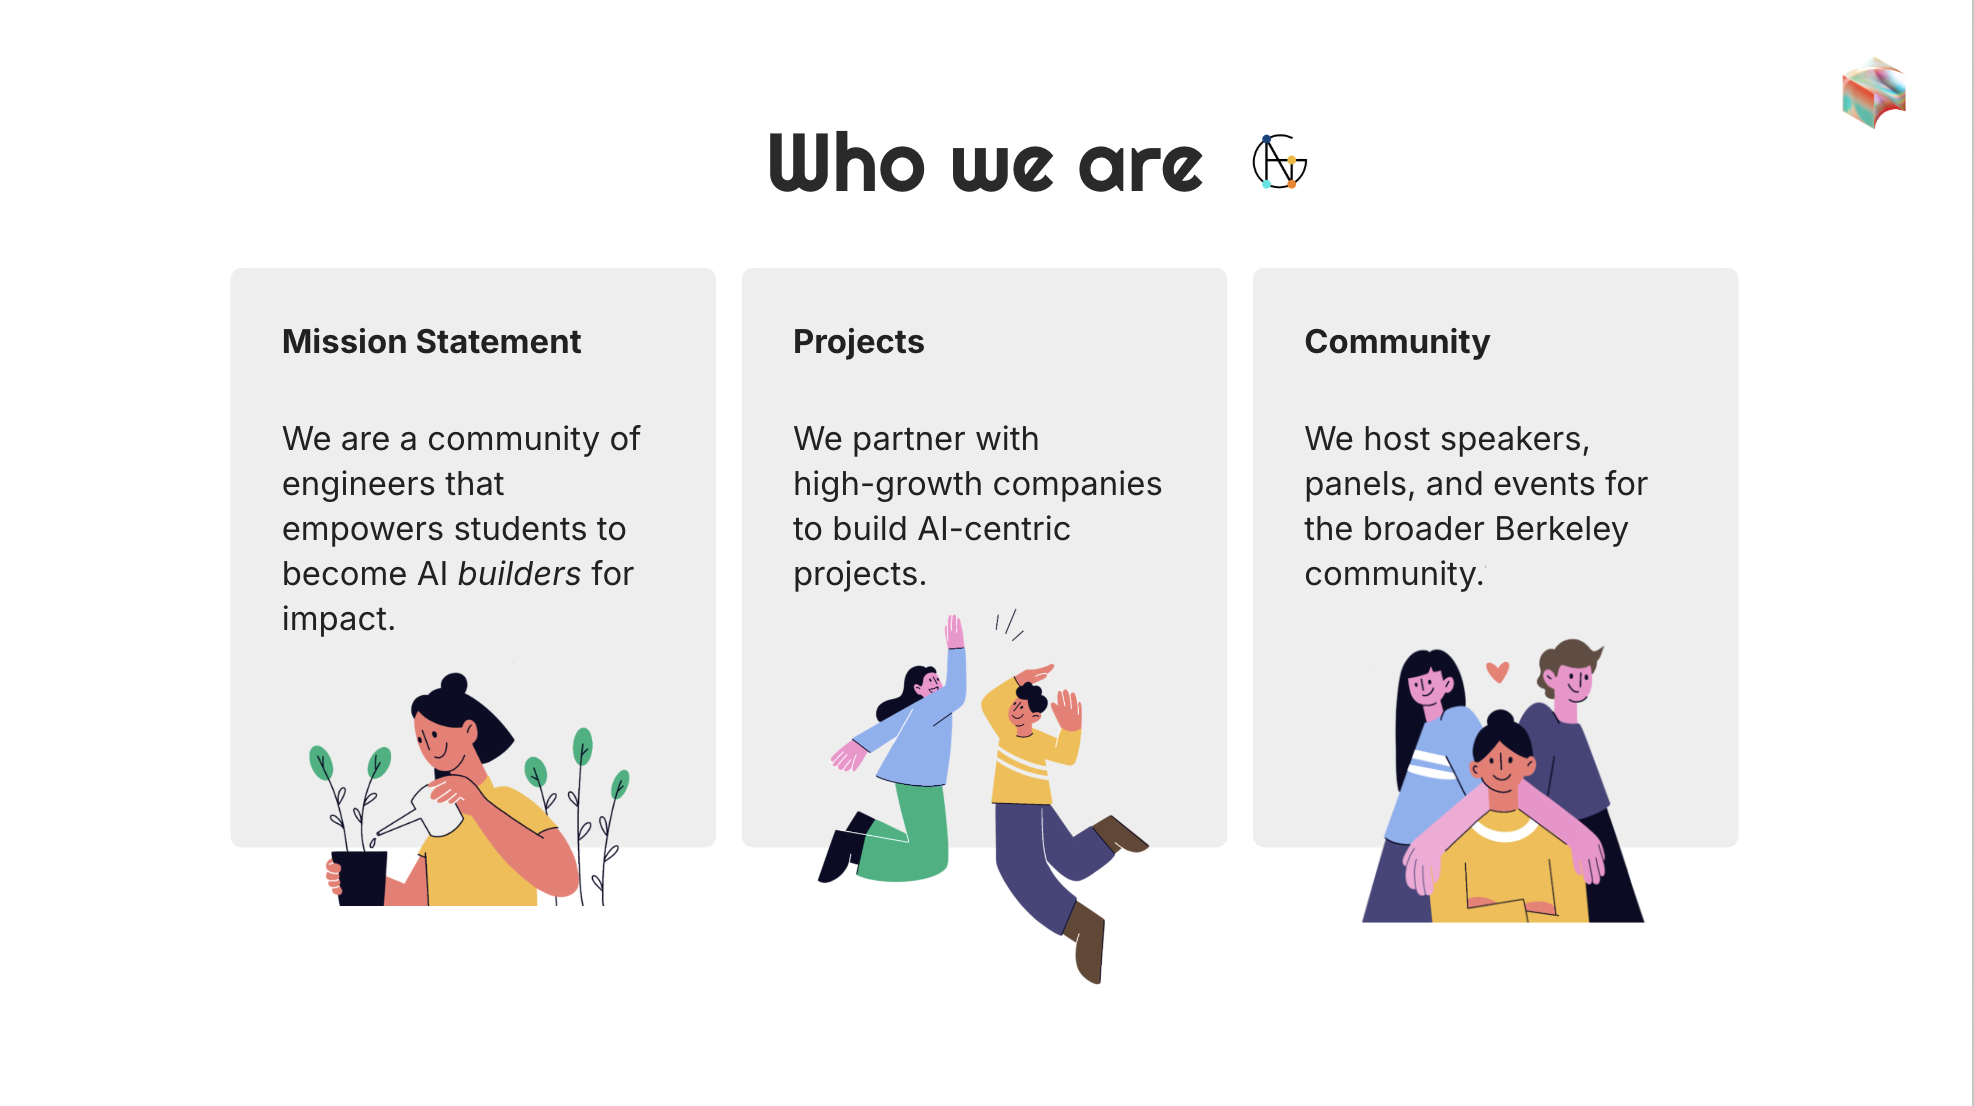 Who we are
Mission Statement
We are a community of
engineers that
empowers students to
become AI builders for
impact.
Projects
We partner with
high-growth companies
to build AI-centric
projects.
Community
We host speakers,
panels, and events for
the broader Berkeley
community.